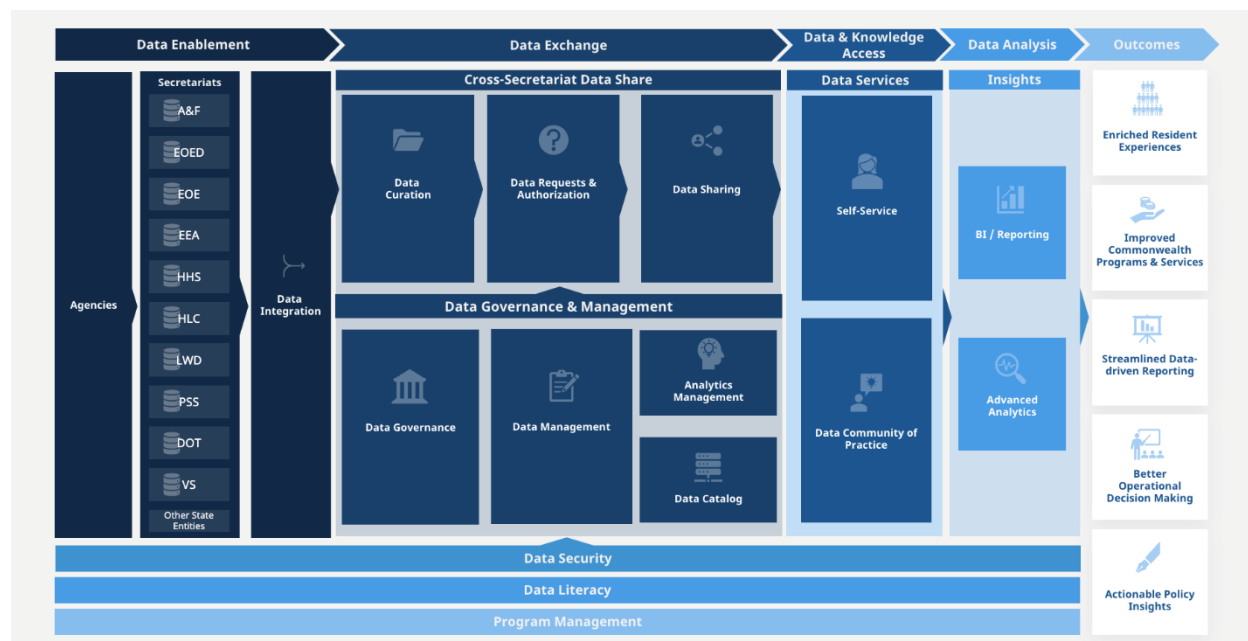 Data Enablement
Data Exchange
Data & Knowledge
Access
Data Analysis
Outcomes
Agencies
Secretariats
A&F
EOED
EOE
EEA
HHS
HLC
LWD
PSS
DOT
VS
Other State
Entities
Data
Integration
Cross-Secretariat Data Share
Data
Curation
Data Requests &
Authorization
Data Sharing
Data Governance & Management
Data Governance
Data Management
Analytics
Management
Data Catalog
Data Services
Self-Service
Data Community of
Practice
Insights
BI / Reporting
Advanced
Analytics
Enriched Resident
Experiences
Improved
Commonwealth
Programs & Services
Streamlined Data-
driven Reporting
Better
Operational
Decision Making
Actionable Policy
Insights
Data Security
Data Literacy
Program Management